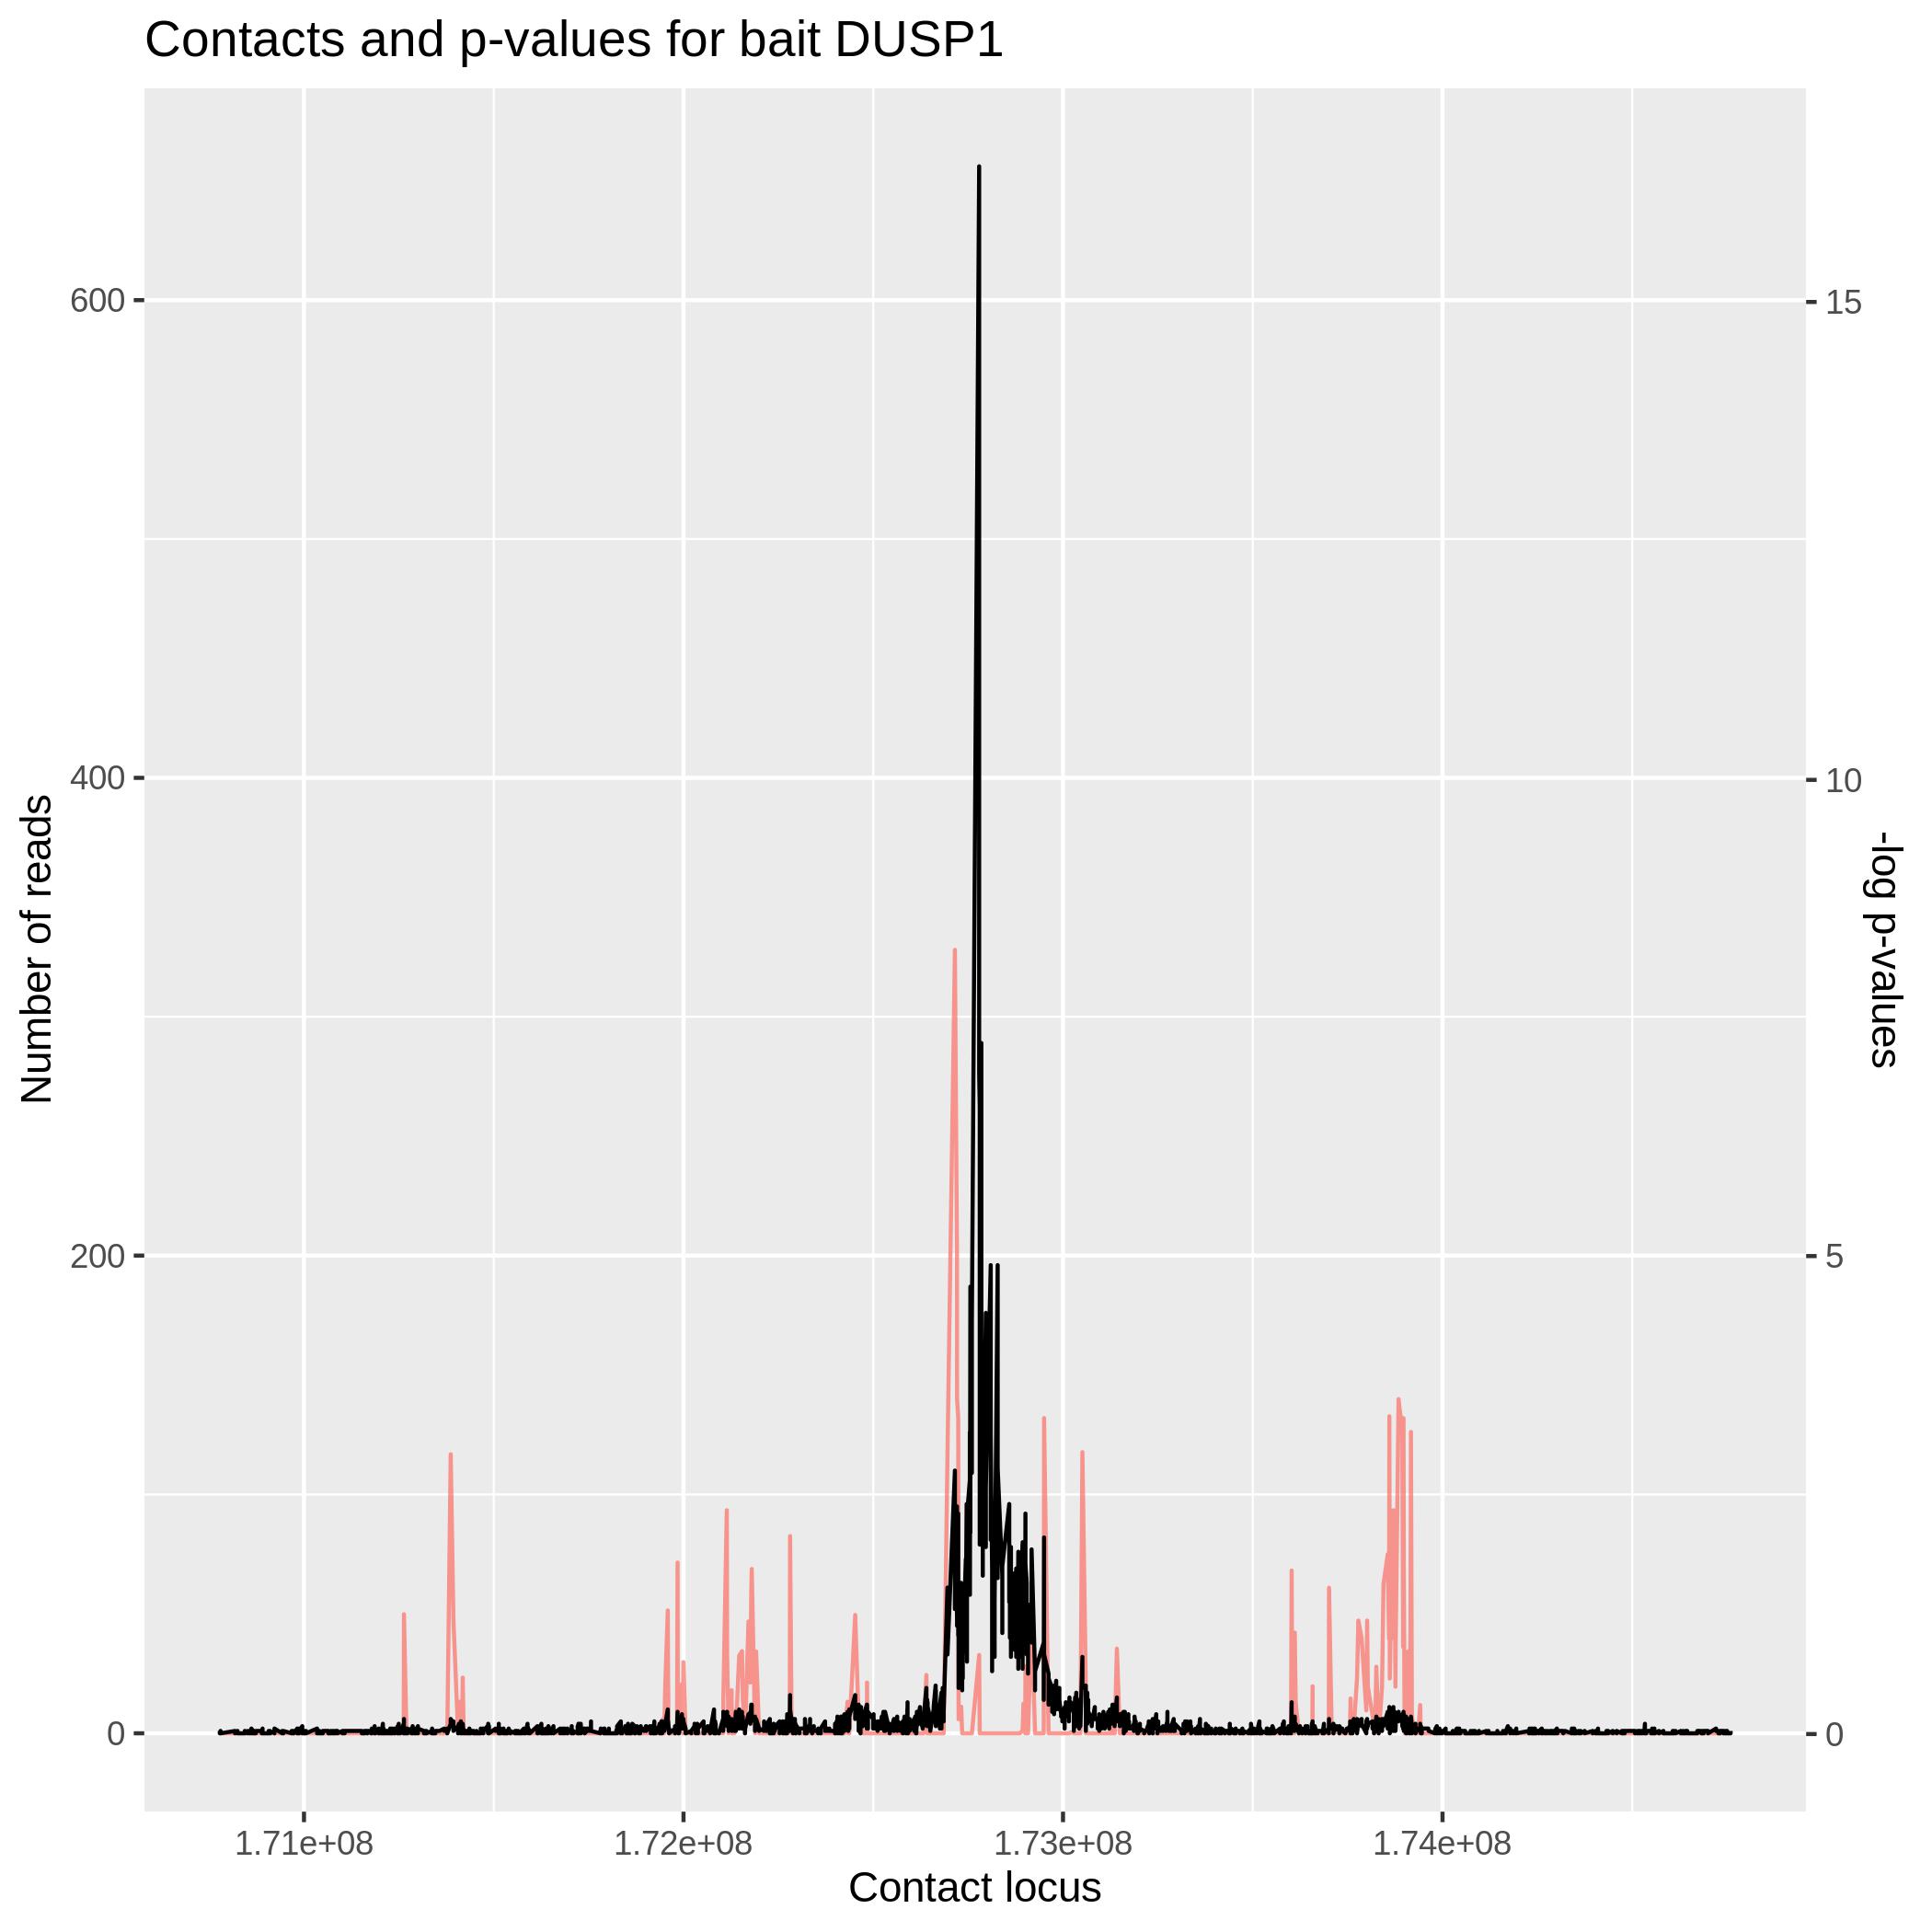 Contacts and p-values for bait DUSP1
Number of reads
600
400
200
0
15
10
5
0
-log p-values
1.71e+08
1.72e+08
1.73e+08
1.74e+08
Contact locus